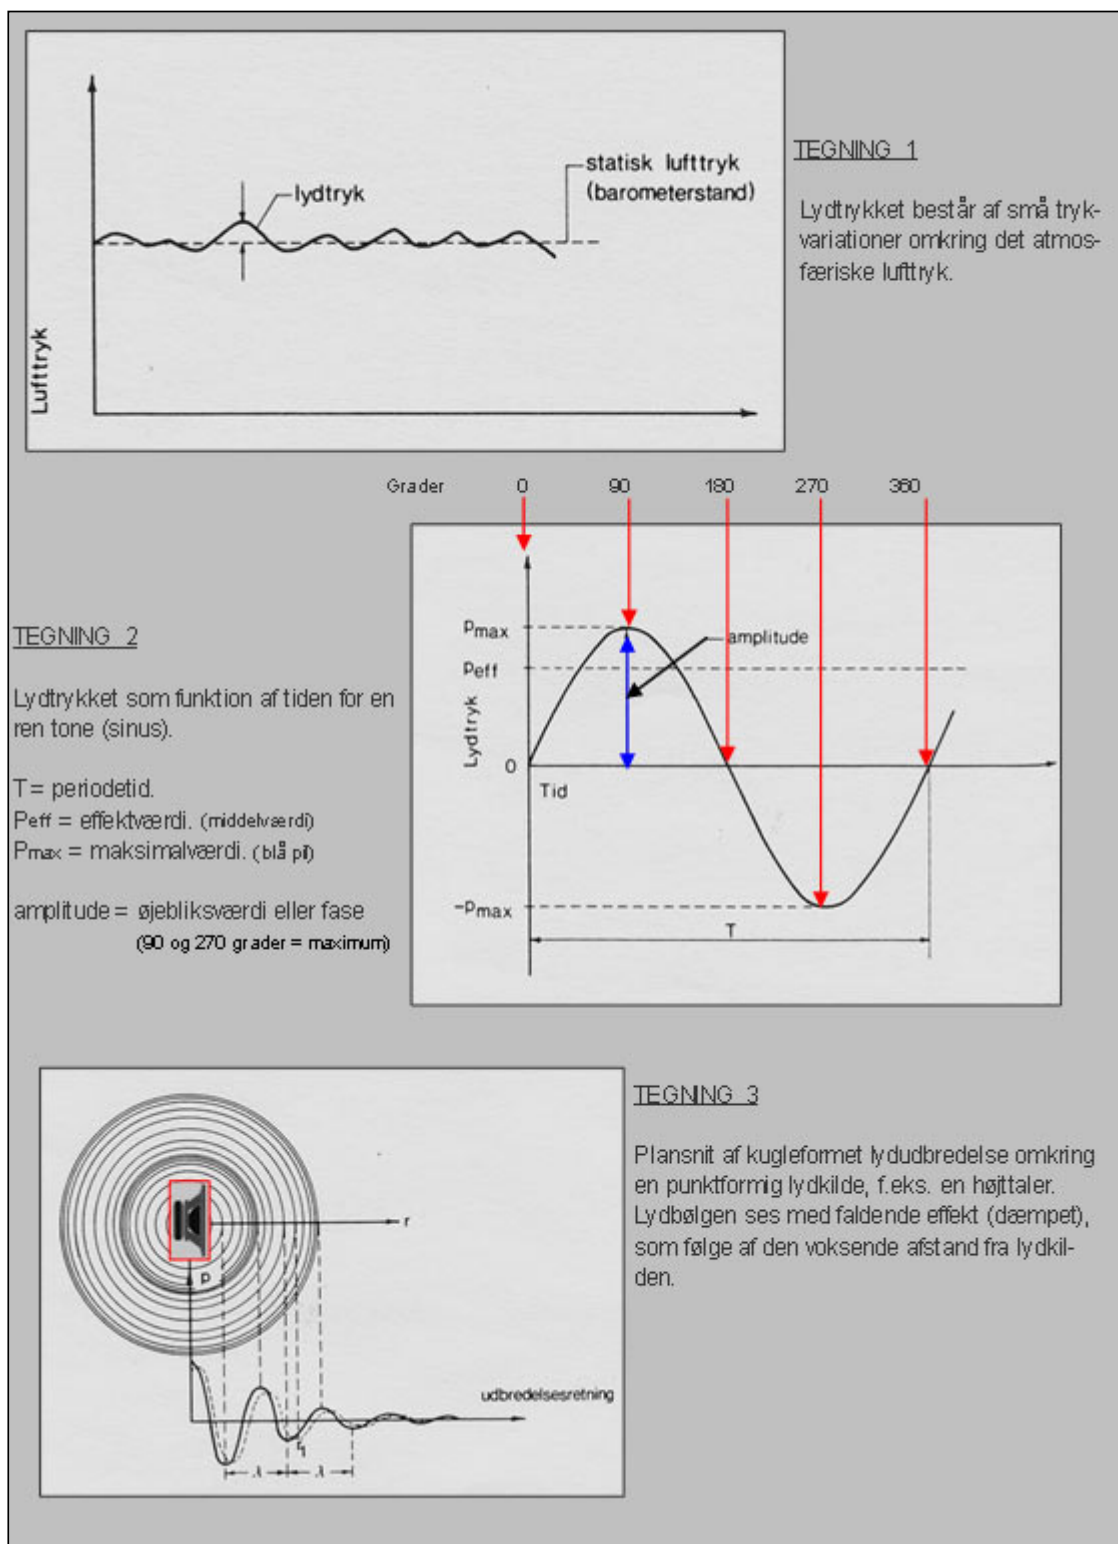 TEGNING 1
lydtryk
statisk lufttryk
(barometerstand)
Lufttryk
Lydtrykket består af små tryk-
variationer omkring det atmos-
færiske lufttryk.
Grader 0 90 180 270 360
TEGNING 2
Lydtrykket som funktion af tiden for en
ren tone (sinus).
T = periodetid.
Peff = effektværdi. (middelværdi)
Pmax = maksimalværdi. (blå pil)
amplitude = øjebliksværdi eller fase
(90 og 270 grader = maximum)
Pmax
amplitude
Peff
Lydtryk
0
Tid
-Pmax
T
TEGNING 3
Plansnit af kugleformet lydudbredelse omkring
en punktformig lydkilde, f.eks. en højttaler.
Lydbølgen ses med faldende effekt (dæmpet),
som følge af den voksende afstand fra lydkil-
den.
r
p
udbredelsesretning
r1
λ λ